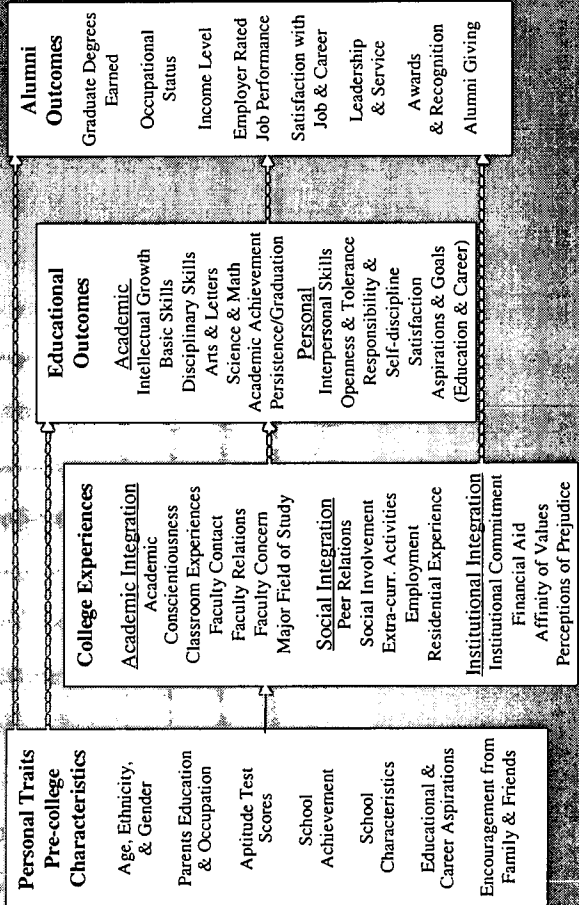 Personal Traits
Pre-college
Characteristics
Age, Ethnicity,
& Gender
Parents Education
& Occupation
Aptitude Test
Scores
School
Achievement
School
Characteristics
Educational &
Career Aspirations
Encouragement from
Family & Friends
College Experiences
Academic Integration
Academic
Conscientiousness
Classroom Experiences
Faculty Contact
Faculty Relations
Faculty Concern
Major Field of Study
Social Integration
Peer Relations
Social Involvement
Extra-curr. Activities
Employment
Residential Experience
Institutional Integration
Institutional Commitment
Financial Aid
Affinity of Values
Perceptions of Prejudice
Educational
Outcomes
Academic
Intellectual Growth
Basic Skills
Disciplinary Skills
Arts & Letters
Science & Math
Academic Achievement
Persistence/Graduation
Personal
Interpersonal Skills
Openness & Tolerance
Responsibility &
Self-discipline
Satisfaction
Aspirations & Goals
(Education & Career)
Alumni
Outcomes
Graduate Degrees
Earned
Occupational
Status
Income Level
Employer Rated
Job Performance
Satisfaction with
Job & Career
Leadership
& Service
Awards
& Recognition
Alumni Giving